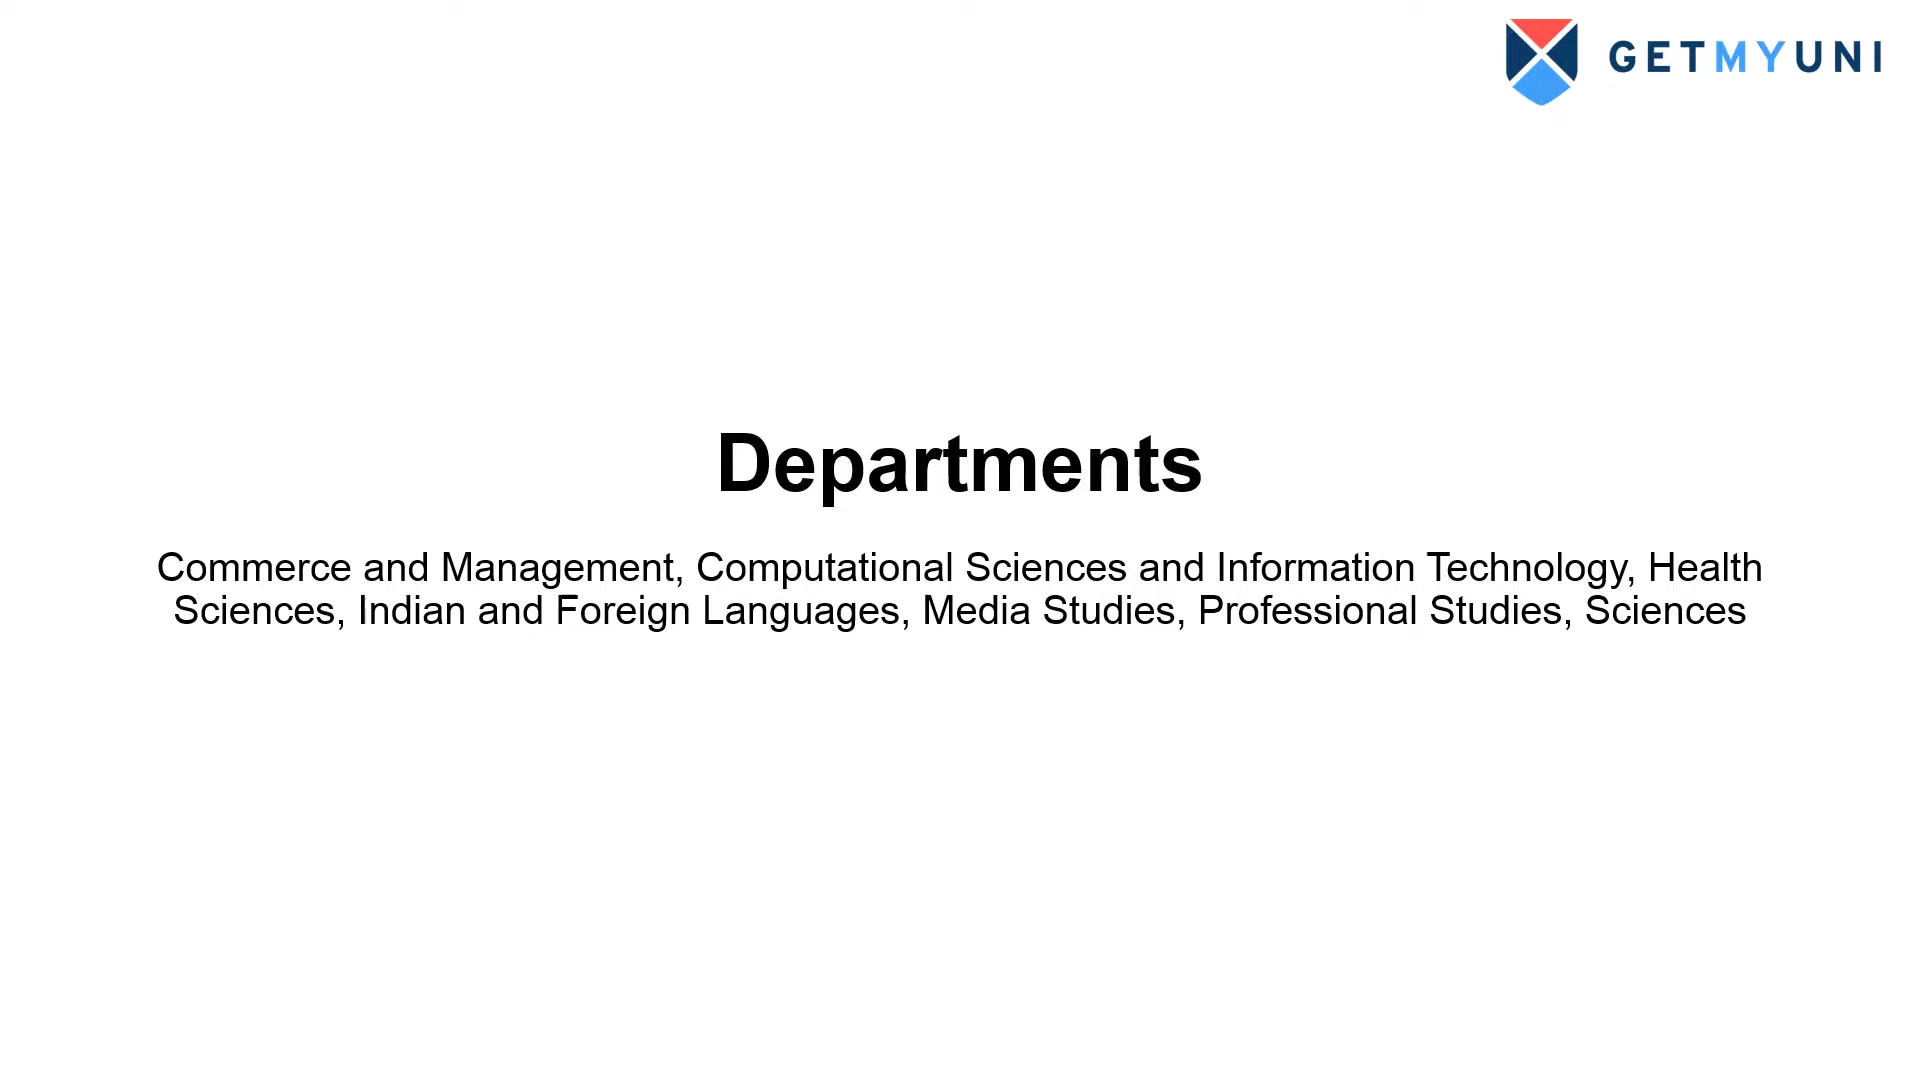 GETMYUNI
Departments
Commerce and Management, Computational Sciences and Information Technology, Health
Sciences, Indian and Foreign Languages, Media Studies, Professional Studies, Sciences